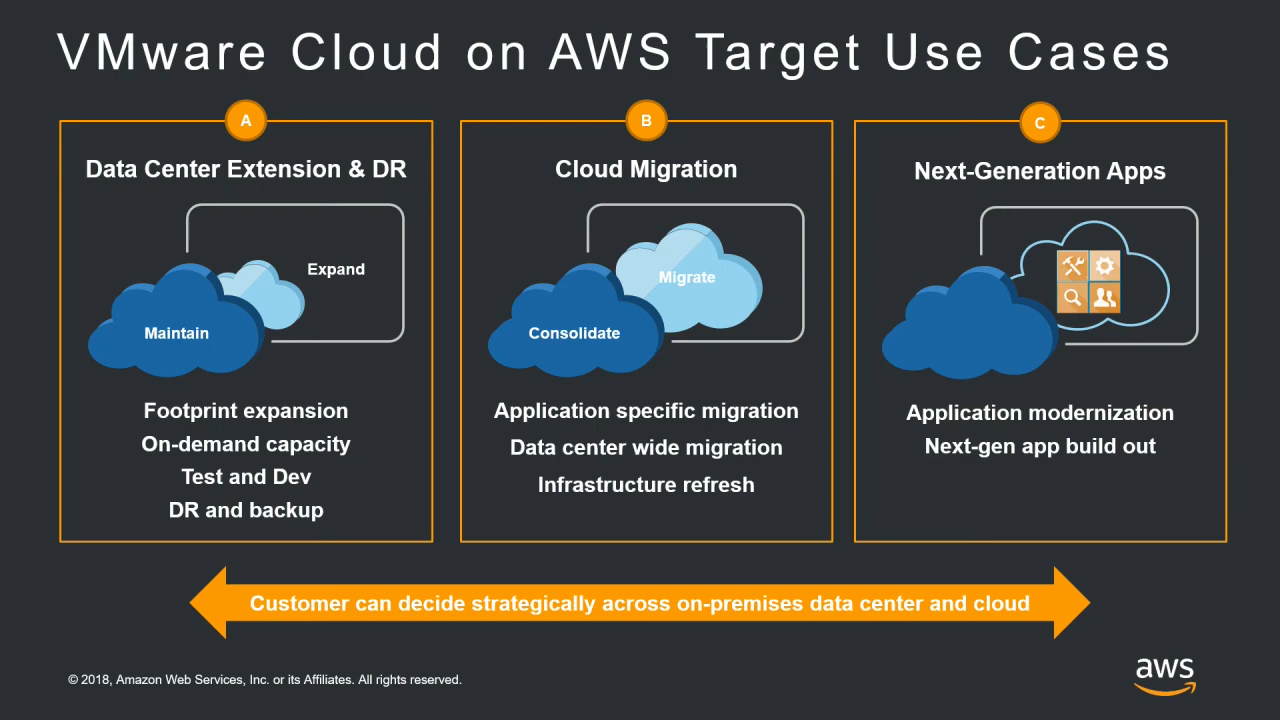 VMware Cloud on AWS Target Use Cases
A
Data Center Extension & DR
Expand
Maintain
Footprint expansion
On-demand capacity
Test and Dev
DR and backup
B
Cloud Migration
Migrate
Consolidate
Application specific migration
Data center wide migration
Infrastructure refresh
C
Next-Generation Apps
Application modernization
Next-gen app build out
Customer can decide strategically across on-premises data center and cloud
© 2018, Amazon Web Services, Inc. or its Affiliates. All rights reserved.
aws